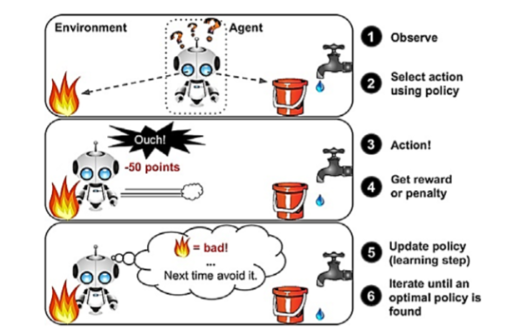 Environment
Agent
? ? ?
1 Observe
2 Select action
using policy
Ouch!
-50 points
3 Action!
4 Get reward
or penalty
= bad!
...
Next time avoid it.
5 Update policy
(learning step)
6 Iterate until an
optimal policy is
found